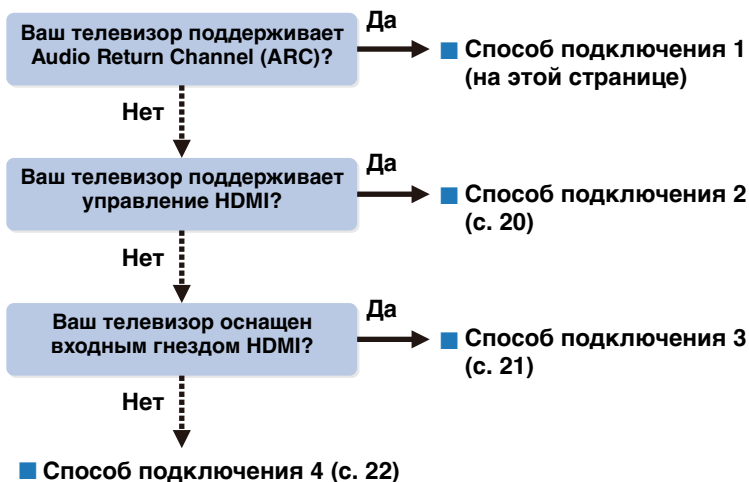 Ваш телевизор поддерживает
Audio Return Channel (ARC)?
Да
■ Способ подключения 1
(на этой странице)
Нет
Ваш телевизор поддерживает
управление HDMI?
Да
■ Способ подключения 2
(с. 20)
Нет
Ваш телевизор оснащен
входным гнездом HDMI?
Да
■ Способ подключения 3
(с. 21)
Нет
■ Способ подключения 4 (с. 22)